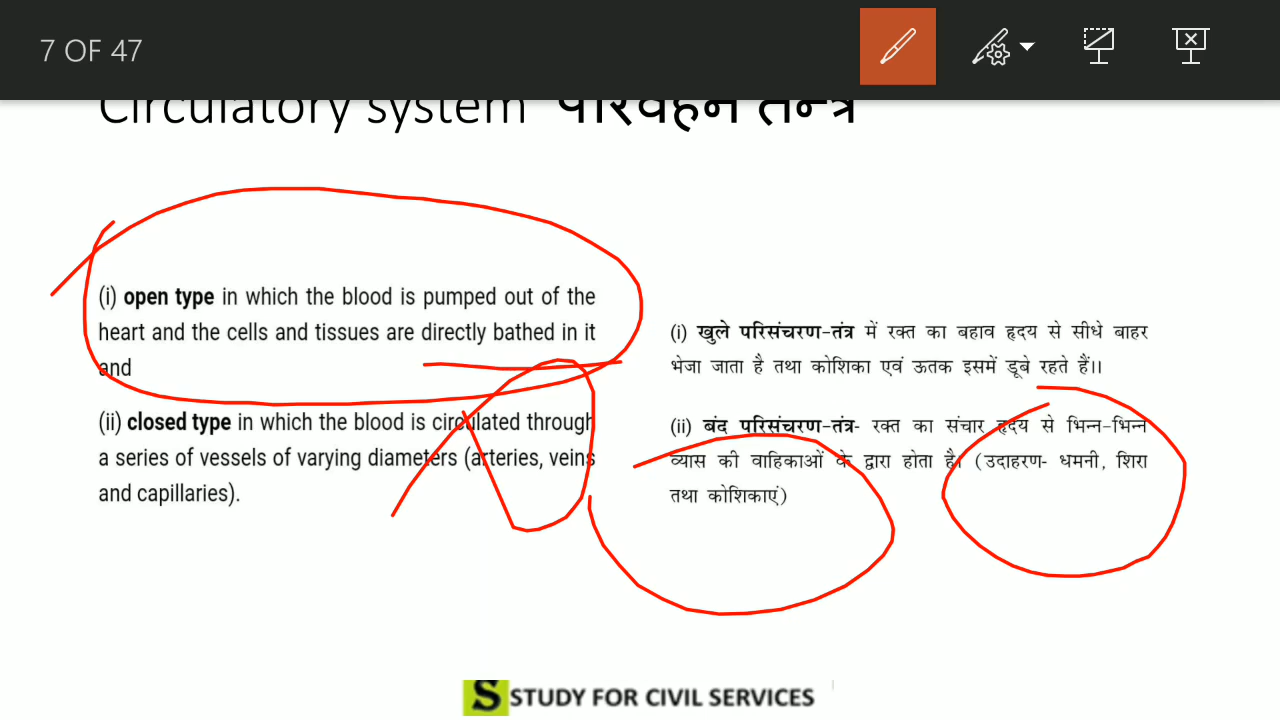 7 OF 47
Circulatory system परिवहन तन्त्र
(i) open type in which the blood is pumped out of the
heart and the cells and tissues are directly bathed in it
and
(ii) closed type in which the blood is circulated through
a series of vessels of varying diameters (arteries, veins
and capillaries).
(i) खुले परिसंचरण-तंत्र में रक्त का बहाव हृदय से सीधे बाहर
भेजा जाता है तथा कोशिका एवं ऊतक इसमें डूबे रहते हैं।।
(ii) बंद परिसंचरण-तंत्र- रक्त का संचार हृदय से भिन्न-भिन्न
व्यास की वाहिकाओं के द्वारा होता है। (उदाहरण- धमनी, शिरा
तथा कोशिकाएं)
S STUDY FOR CIVIL SERVICES